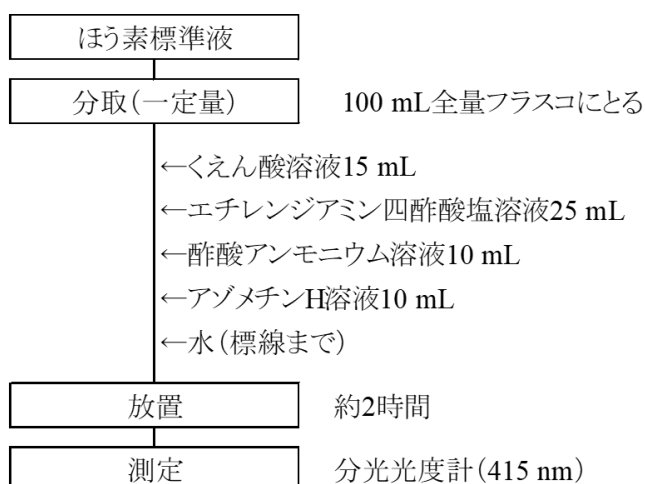 ほう素標準液
分取（一定量） 100 mL全量フラスコにとる
←くえん酸溶液15 mL
←エチレンジアミン四酢酸塩溶液25 mL
←酢酸アンモニウム溶液10 mL
←アゾメチンH溶液10 mL
←水（標線まで）
放置 約2時間
測定 分光光度計（415 nm）